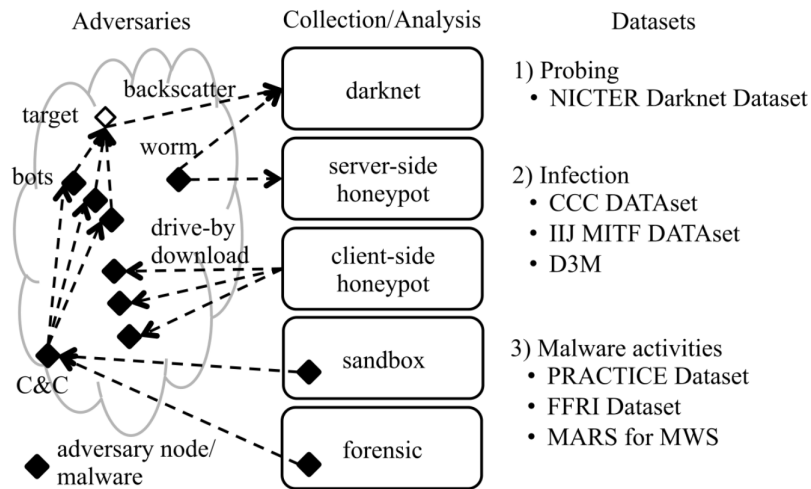 Adversaries
Collection/Analysis
Datasets
backscatter
target
worm
bots
drive-by
download
C&C
adversary node/
malware
darknet
server-side
honeypot
client-side
honeypot
sandbox
forensic
1) Probing
• NICTER Darknet Dataset
2) Infection
• CCC DATAset
• IIJ MITF DATAset
• D3M
3) Malware activities
• PRACTICE Dataset
• FFRI Dataset
• MARS for MWS